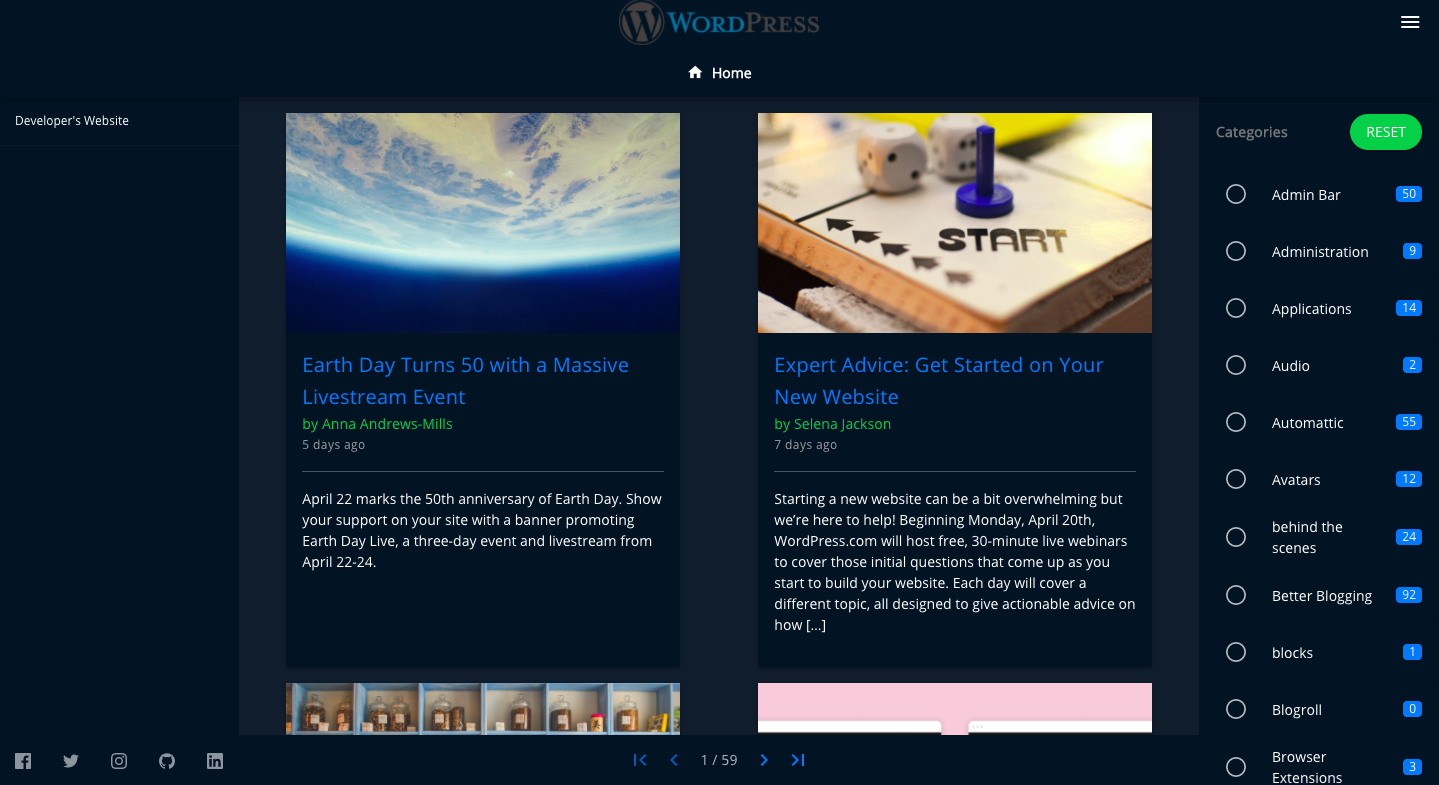 WORDPRESS
Home
Developer's Website
START
Earth Day Turns 50 with a Massive
Livestream Event
by Anna Andrews-Mills
5 days ago
April 22 marks the 50th anniversary of Earth Day. Show
your support on your site with a banner promoting
Earth Day Live, a three-day event and livestream from
April 22-24.
Expert Advice: Get Started on Your
New Website
by Selena Jackson
7 days ago
Starting a new website can be a bit overwhelming but
we’re here to help! Beginning Monday, April 20th,
WordPress.com will host free, 30-minute live webinars
to cover those initial questions that come up as you
start to build your website. Each day will cover a
different topic, all designed to give actionable advice on
how […]
Categories
RESET
Admin Bar 50
Administration 9
Applications 14
Audio 2
Automattic 55
Avatars 12
behind the
scenes 24
Better Blogging 92
blocks 1
Blogroll 0
Browser
Extensions 3
1 / 59